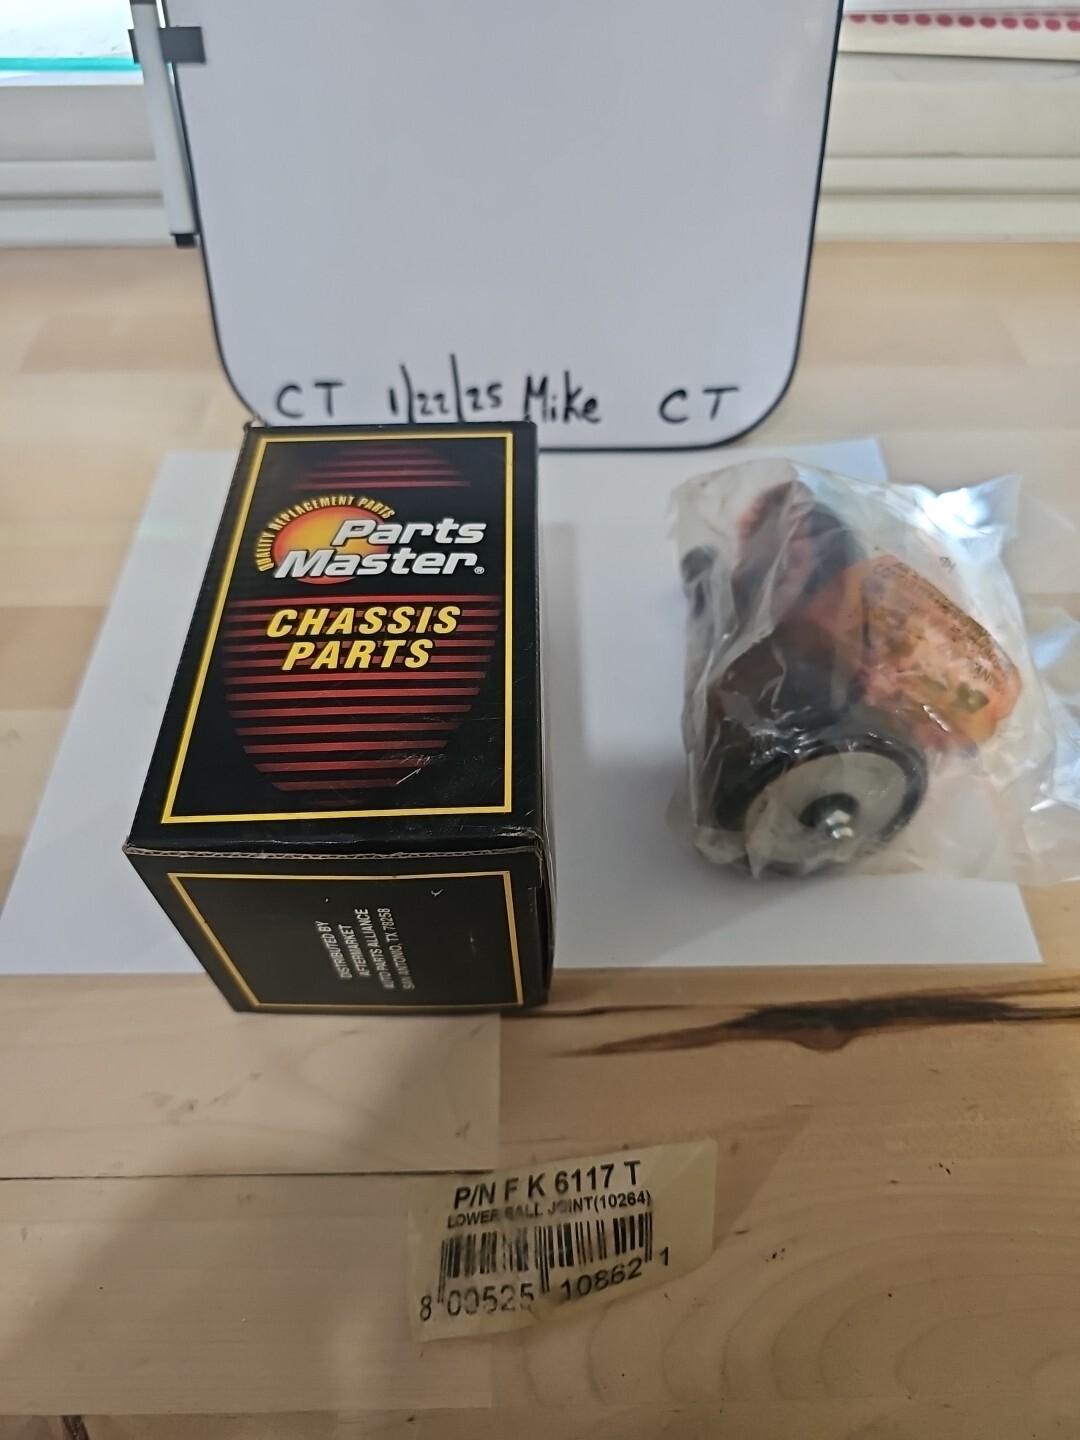 CT 1/22/25 Mike CT
QUALITY REPLACEMENT PARTS
Parts
Master®
CHASSIS
PARTS
DISTRIBUTED BY
AFTERMARKET
AUTO PARTS ALLIANCE
SAN ANTONIO, TX 78258
P/N F K 6117 T
LOWER BALL JOINT(10264)
8 00525 10862 1